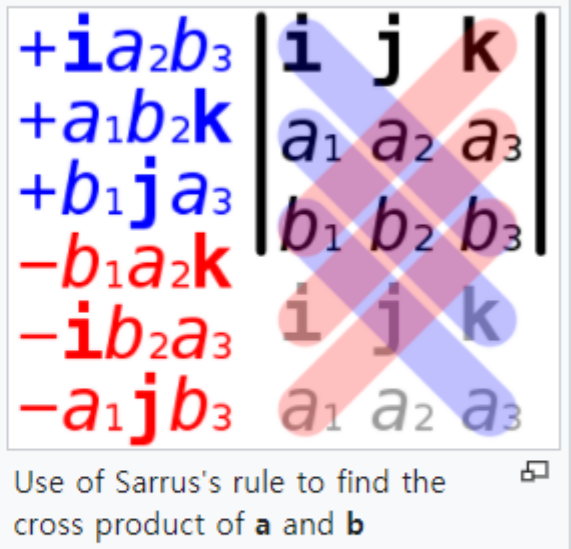 +ia₂b₃
+a₁b₂k
+b₁ja₃
−b₁a₂k
−ib₂a₃
−a₁jb₃
i j k
a₁ a₂ a₃
b₁ b₂ b₃
i j k
a₁ a₂ a₃
Use of Sarrus's rule to find the
cross product of a and b